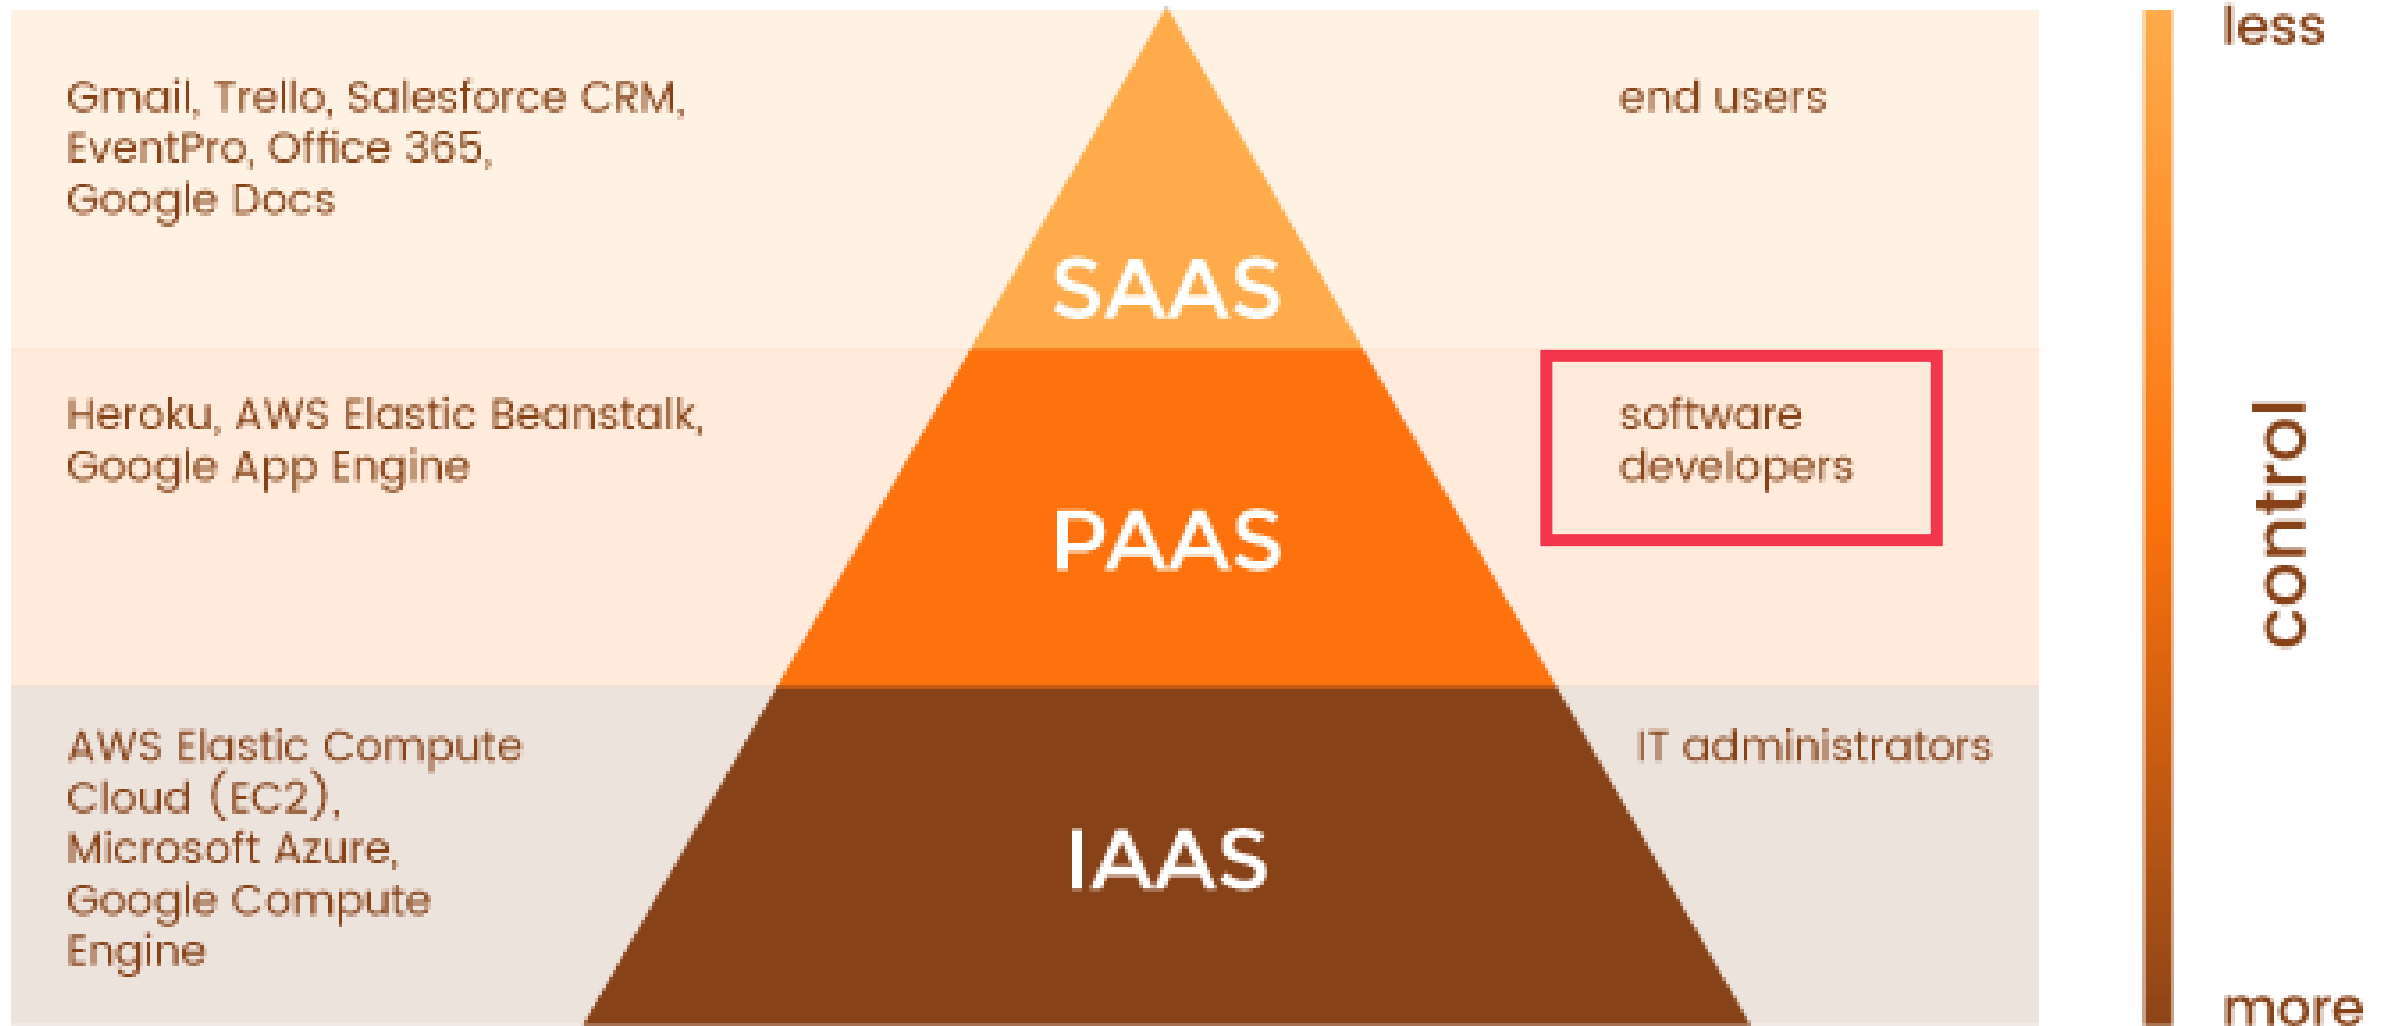 less
Gmail, Trello, Salesforce CRM,
EventPro, Office 365,
Google Docs
end users
SAAS
Heroku, AWS Elastic Beanstalk,
Google App Engine
software
developers
PAAS
control
AWS Elastic Compute
Cloud (EC2),
Microsoft Azure,
Google Compute
Engine
IT administrators
IAAS
more